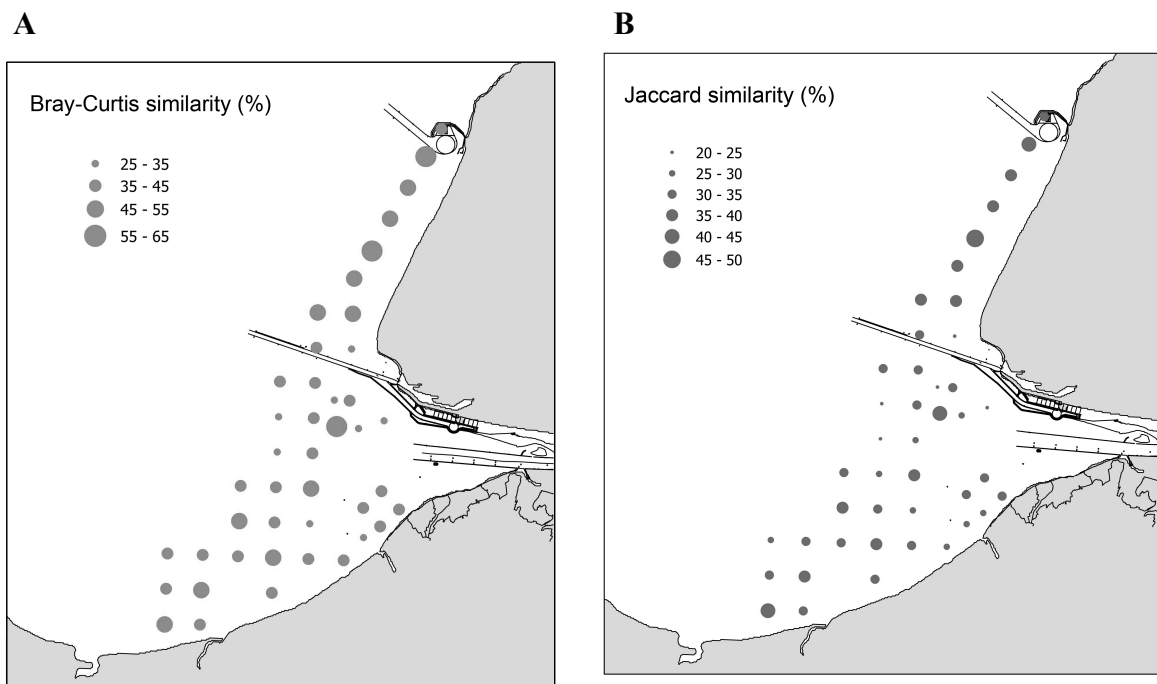 A
Bray-Curtis similarity (%)
25 - 35
35 - 45
45 - 55
55 - 65
B
Jaccard similarity (%)
20 - 25
25 - 30
30 - 35
35 - 40
40 - 45
45 - 50